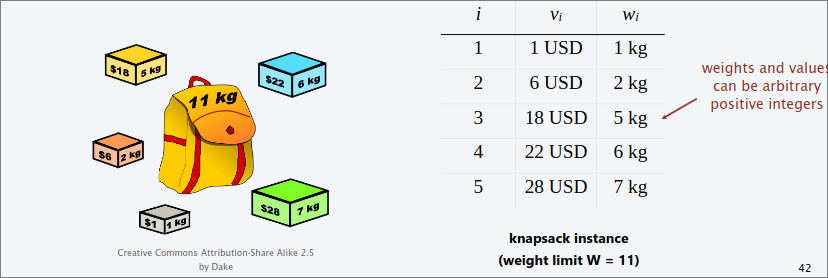 $18 5 kg
$22 6 kg
11 kg
$6 2 kg
$28 7 kg
$1 1 kg
Creative Commons Attribution-Share Alike 2.5
by Dake
i vi wi
1 1 USD 1 kg
2 6 USD 2 kg
3 18 USD 5 kg
4 22 USD 6 kg
5 28 USD 7 kg
knapsack instance
(weight limit W = 11)
weights and values
can be arbitrary
positive integers
42